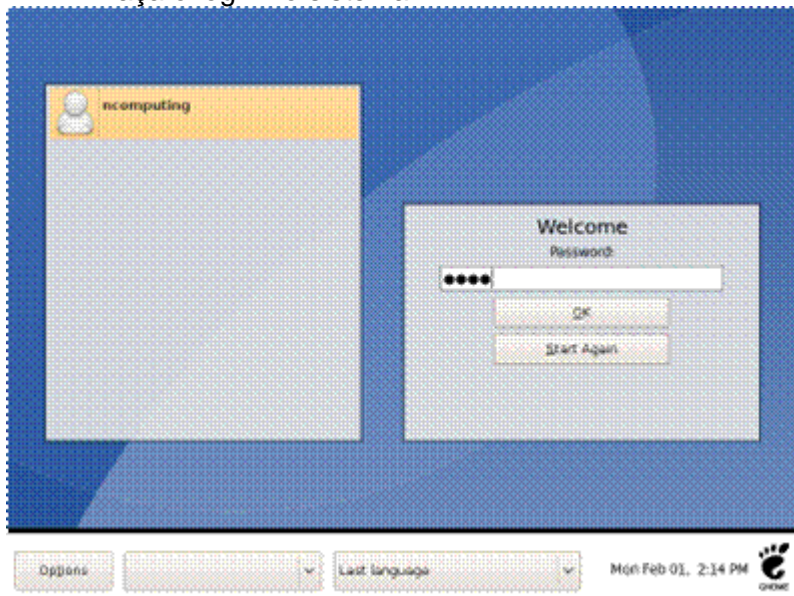 ncomputing
Welcome
Password:
OK
Start Again
Options
Last language
Mon Feb 01, 2:14 PM
GNOME